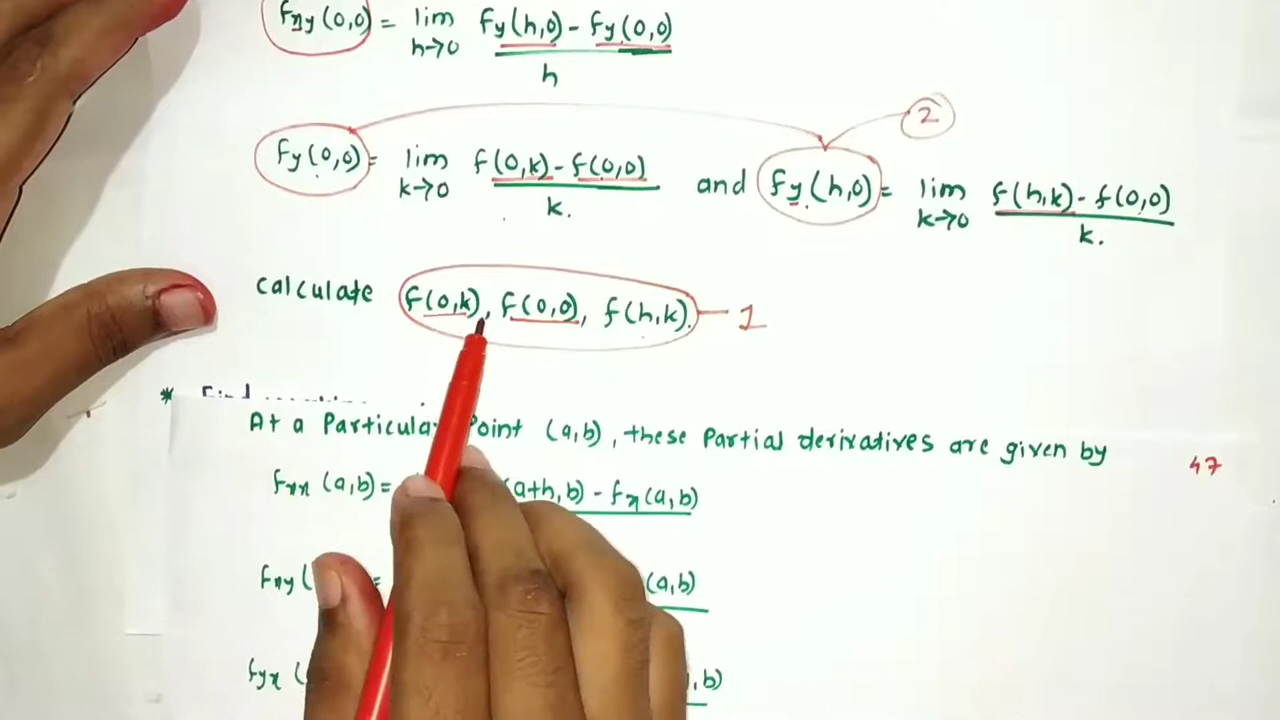 fxy(0,0) = lim h→0 fy(h,0) - fy(0,0) / h
2
fy(0,0) = lim k→0 f(0,k) - f(0,0) / k. and fy(h,0) = lim k→0 f(h,k) - f(0,0) / k.
calculate f(0,k), f(0,0), f(h,k). — 1
*
At a Particular Point (a,b), these Partial derivatives are given by
47
fxx (a,b) = (a+h,b) - fx(a,b)
fxy ( = (a,b)
fyx ( ,b)